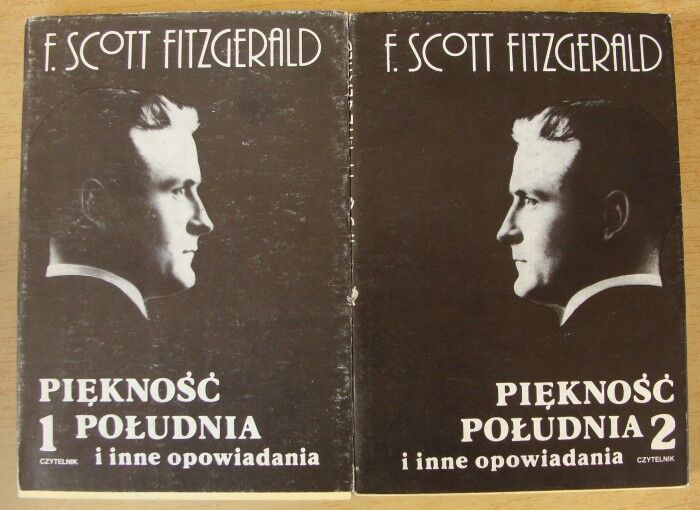 F. SCOTT FITZGERALD
PIĘKNOŚĆ
1 POŁUDNIA
CZYTELNIK i inne opowiadania
F. SCOTT FITZGERALD
PIĘKNOŚĆ
POŁUDNIA 2
i inne opowiadania CZYTELNIK